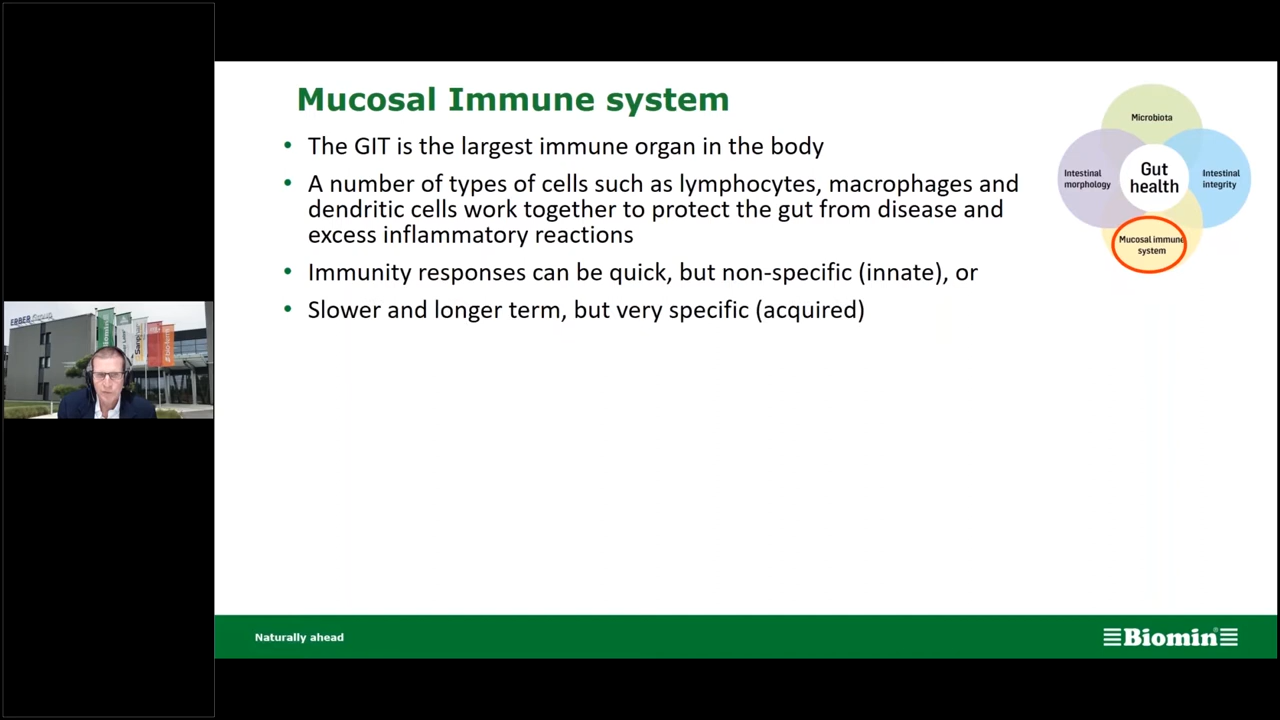 Mucosal Immune system
• The GIT is the largest immune organ in the body
• A number of types of cells such as lymphocytes, macrophages and
dendritic cells work together to protect the gut from disease and
excess inflammatory reactions
• Immunity responses can be quick, but non-specific (innate), or
• Slower and longer term, but very specific (acquired)
Microbiota
Intestinal
morphology
Gut
health
Intestinal
integrity
Mucosal immune
system
ERBER Group
Biomin
Naturally ahead
Biomin®